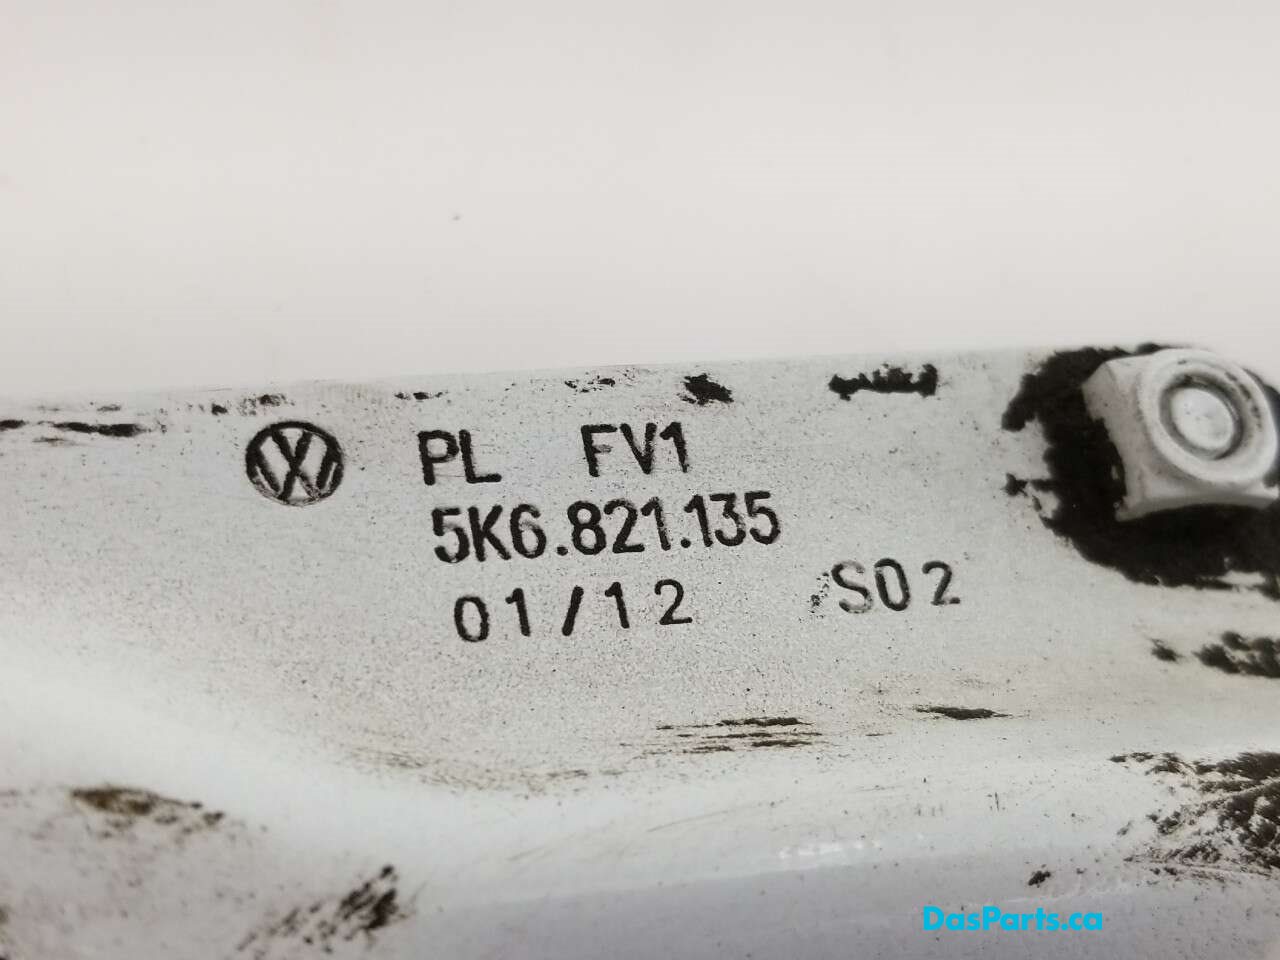 PL FV1
5K6.821.135
01/12 S02
DasParts.ca